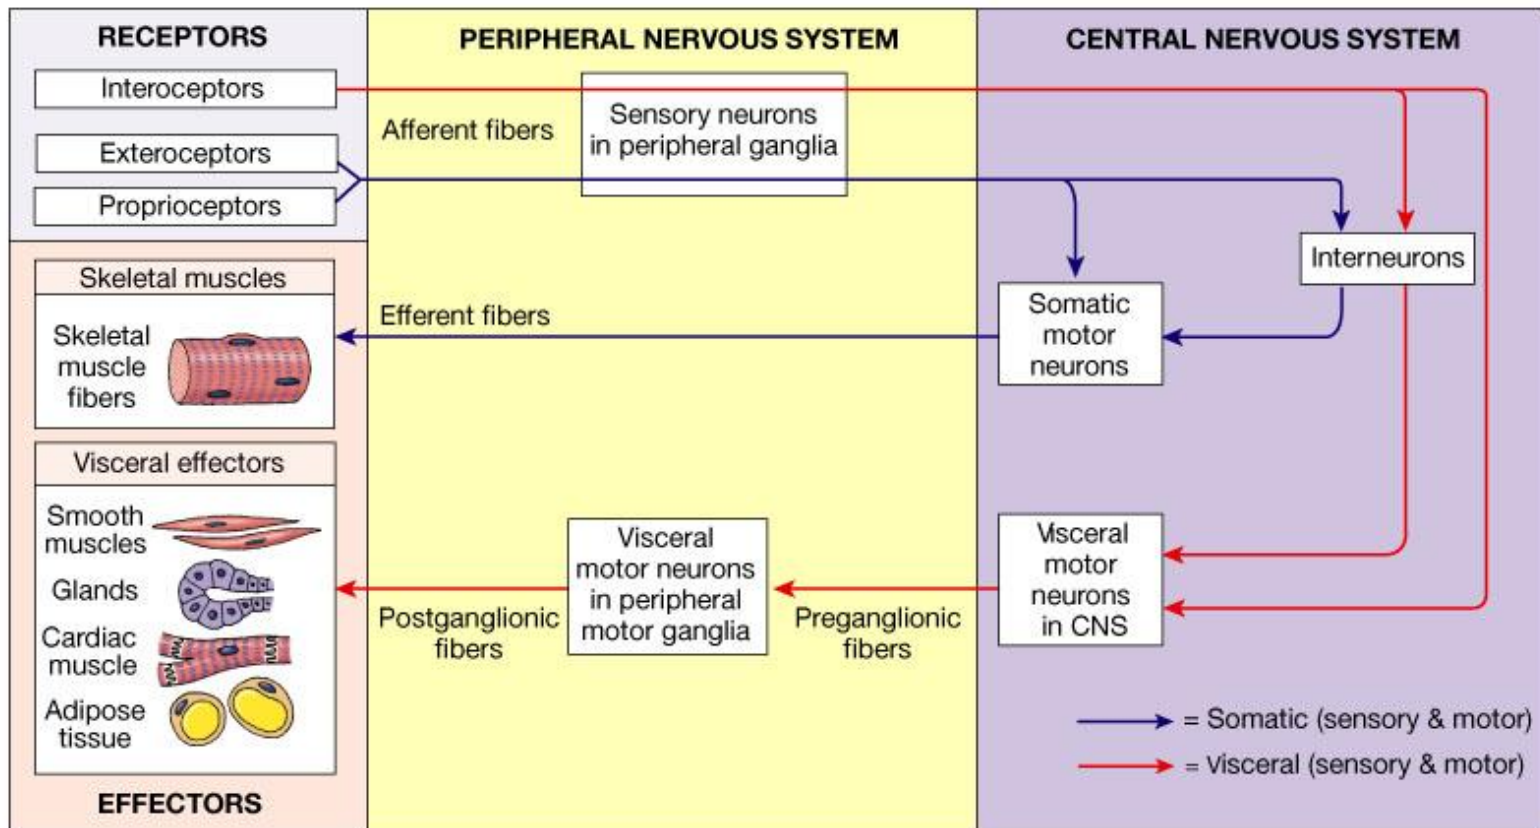 RECEPTORS
Interoceptors
Exteroceptors
Proprioceptors
PERIPHERAL NERVOUS SYSTEM
Afferent fibers
Sensory neurons
in peripheral ganglia
CENTRAL NERVOUS SYSTEM
Interneurons
Skeletal muscles
Skeletal
muscle
fibers
Efferent fibers
Somatic
motor
neurons
Visceral effectors
Smooth
muscles
Glands
Cardiac
muscle
Adipose
tissue
EFFECTORS
Postganglionic
fibers
Visceral
motor neurons
in peripheral
motor ganglia
Preganglionic
fibers
Visceral
motor
neurons
in CNS
= Somatic (sensory & motor)
= Visceral (sensory & motor)